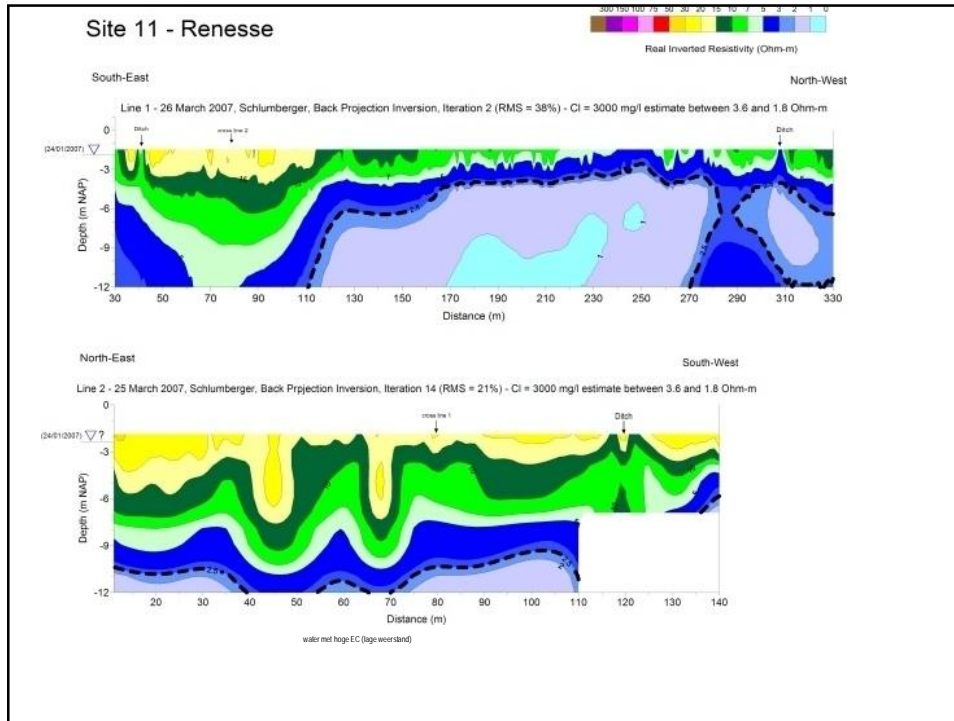 Site 11 - Renesse
300 150 100 75 50 30 20 15 10 7 5 3 2 1 0
Real Inverted Resistivity (Ohm-m)
South-East
North-West
Line 1 - 26 March 2007, Schlumberger, Back Projection Inversion, Iteration 2 (RMS = 38%) - Cl = 3000 mg/l estimate between 3.6 and 1.8 Ohm-m
Ditch
cross line 2
Ditch
(24/01/2007)
Depth (m NAP)
0
-3
-6
-9
-12
30 50 70 90 110 130 150 170 190 210 230 250 270 290 310 330
Distance (m)
North-East
South-West
Line 2 - 25 March 2007, Schlumberger, Back Prjection Inversion, Iteration 14 (RMS = 21%) - Cl = 3000 mg/l estimate between 3.6 and 1.8 Ohm-m
cross line 1
Ditch
(24/01/2007) ?
Depth (m NAP)
0
-3
-6
-9
-12
2.5
20 30 40 50 60 70 80 90 100 110 120 130 140
Distance (m)
water met hoge EC (lage weerstand)